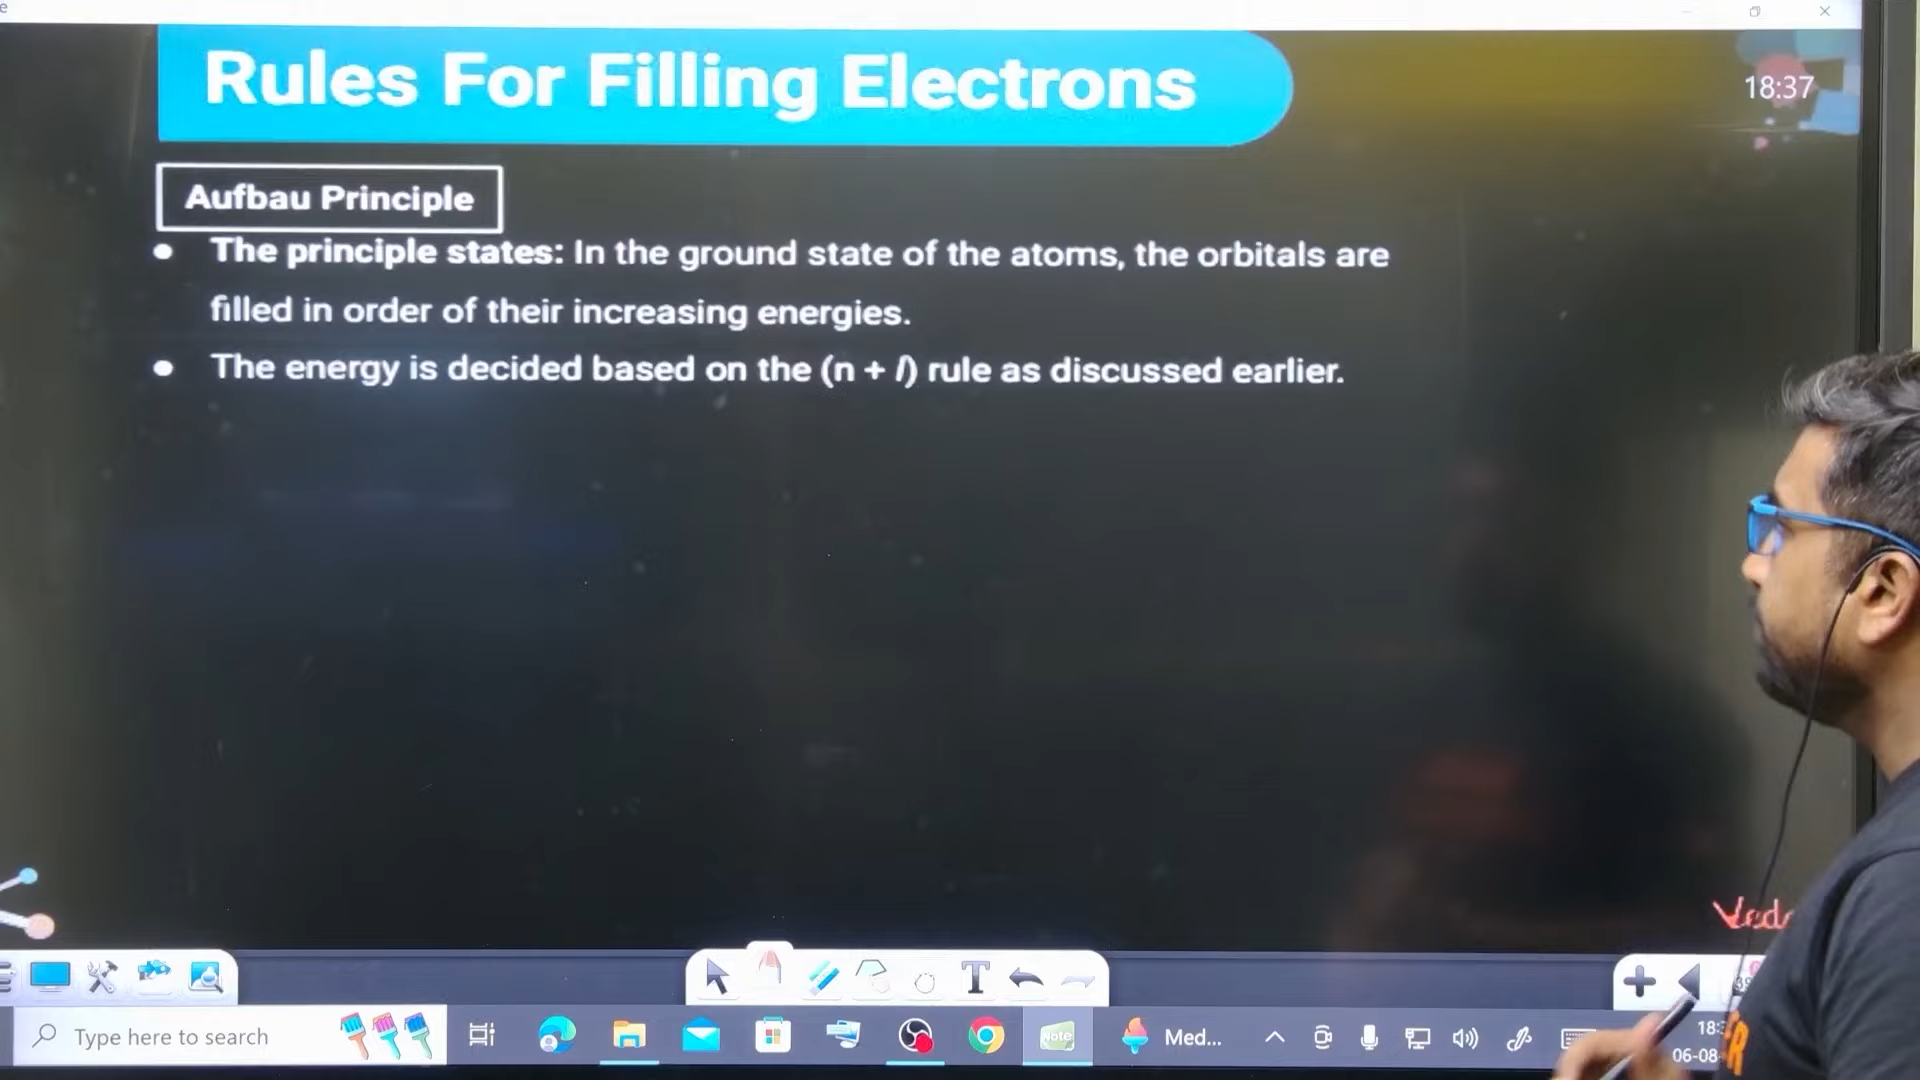 Rules For Filling Electrons
18:37
Aufbau Principle
The principle states: In the ground state of the atoms, the orbitals are
filled in order of their increasing energies.
The energy is decided based on the (n + l) rule as discussed earlier.
T
Type here to search
Note
Med...